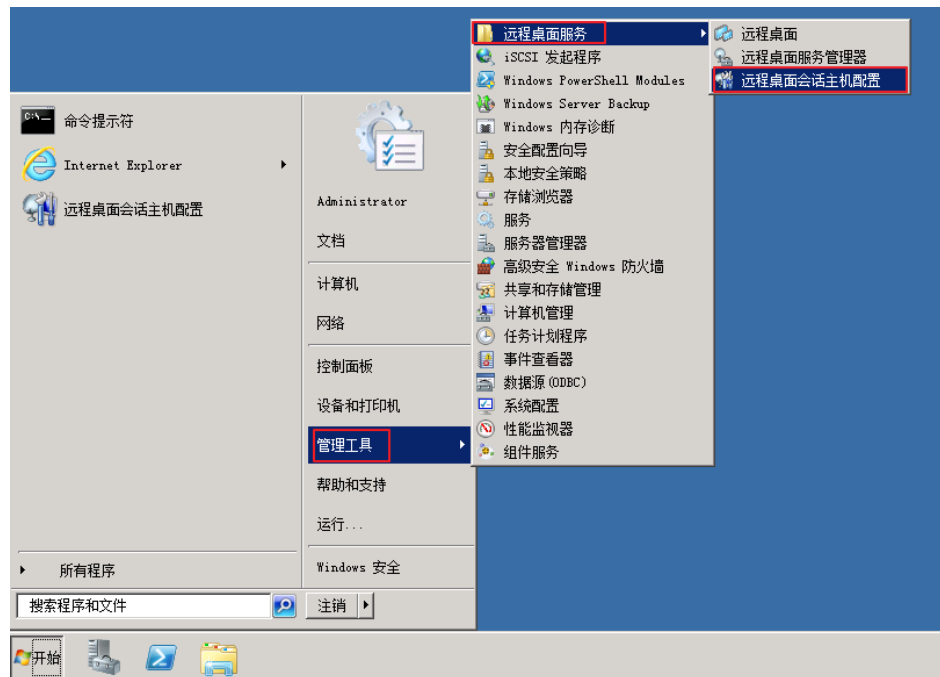 命令提示符
Internet Explorer
远程桌面会话主机配置
所有程序
搜索程序和文件
Administrator
文档
计算机
网络
控制面板
设备和打印机
管理工具
帮助和支持
运行...
Windows 安全
注销
远程桌面服务
iSCSI 发起程序
Windows PowerShell Modules
Windows Server Backup
Windows 内存诊断
安全配置向导
本地安全策略
存储浏览器
服务
服务器管理器
高级安全 Windows 防火墙
共享和存储管理
计算机管理
任务计划程序
事件查看器
数据源(ODBC)
系统配置
性能监视器
组件服务
远程桌面
远程桌面服务管理器
远程桌面会话主机配置
开始